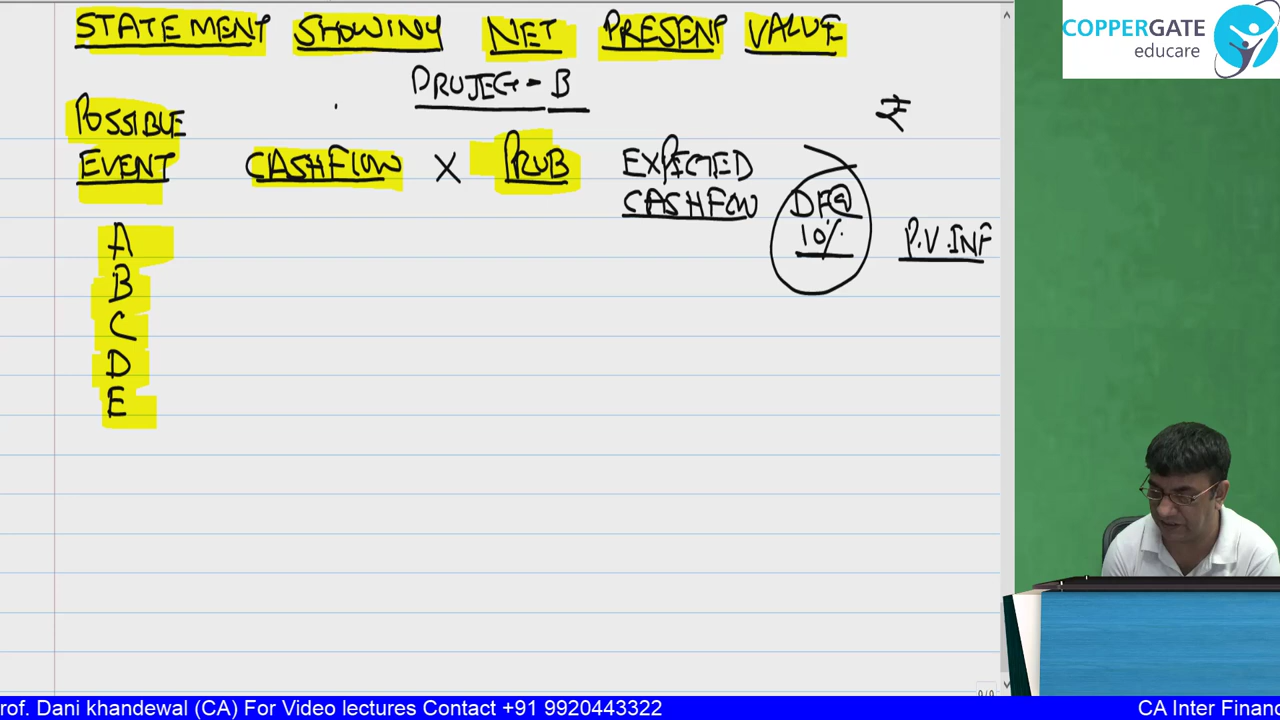 STATEMENT SHOWING NET PRESENT VALUE
PROJECT - B
₹
POSSIBLE
EVENT CASHFLOW X PROB EXPECTED
CASHFLOW DF@
10% P.V.INF
A
B
C
D
E
COPPERGATE
educare
rof. Dani khandewal (CA) For Video lectures Contact +91 9920443322
CA Inter Financ